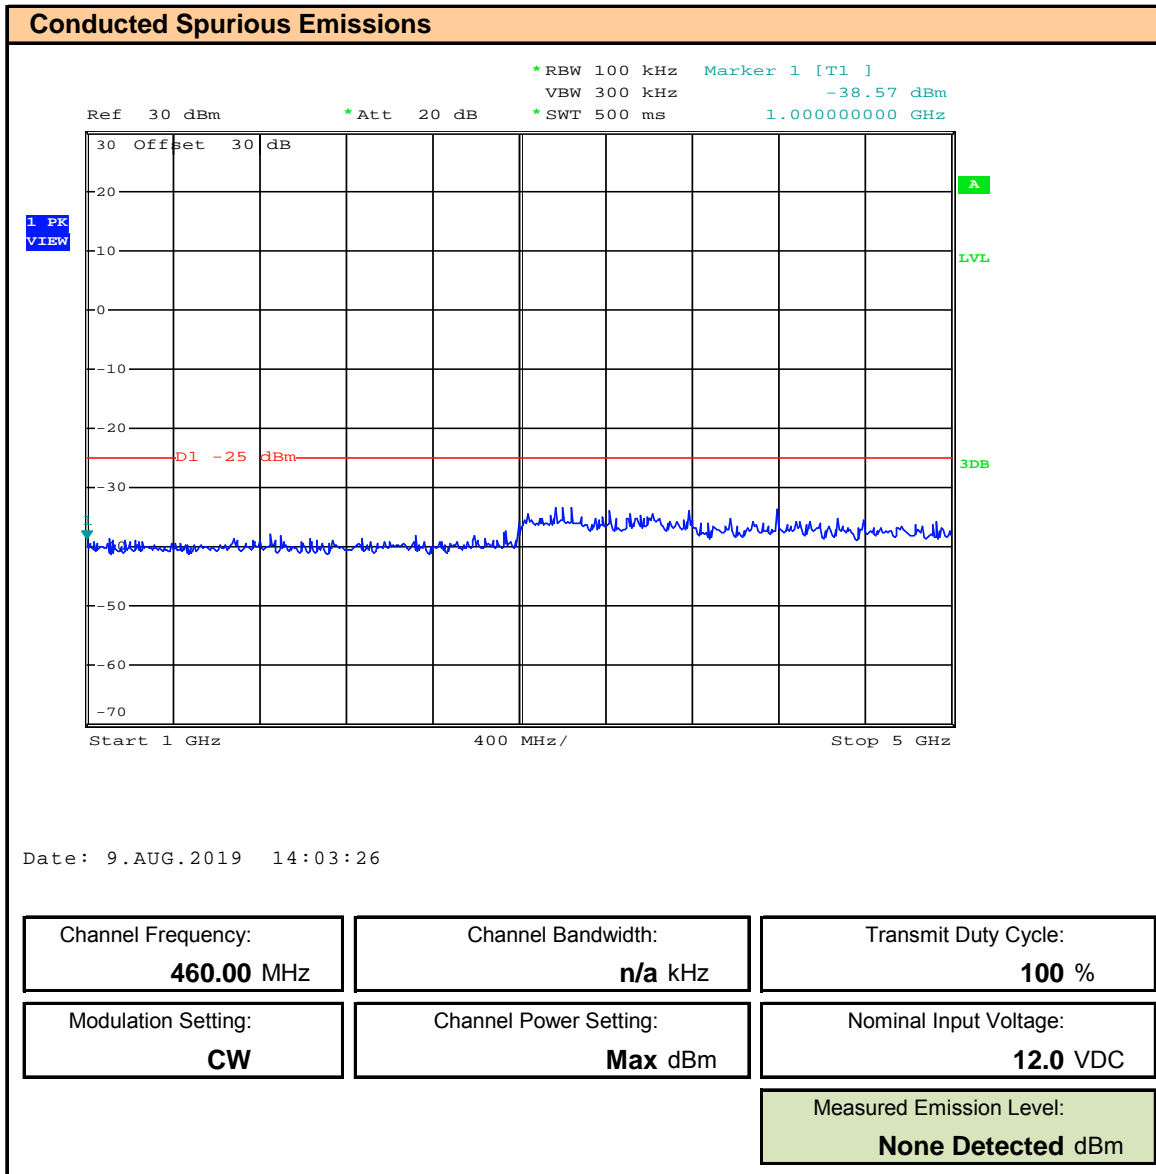 Conducted Spurious Emissions
* RBW 100 kHz Marker 1 [T1 ]
VBW 300 kHz -38.57 dBm
Ref 30 dBm * Att 20 dB * SWT 500 ms 1.000000000 GHz
30 Offset 30 dB
20
A
1 PK
VIEW
10
LVL
0
-10
-20
D1 -25 dBm
3DB
-30
1
-50
-60
-70
Start 1 GHz 400 MHz/ Stop 5 GHz
Date: 9.AUG.2019 14:03:26
Channel Frequency: Channel Bandwidth: Transmit Duty Cycle:
460.00 MHz n/a kHz 100 %
Modulation Setting: Channel Power Setting: Nominal Input Voltage:
CW Max dBm 12.0 VDC
Measured Emission Level:
None Detected dBm